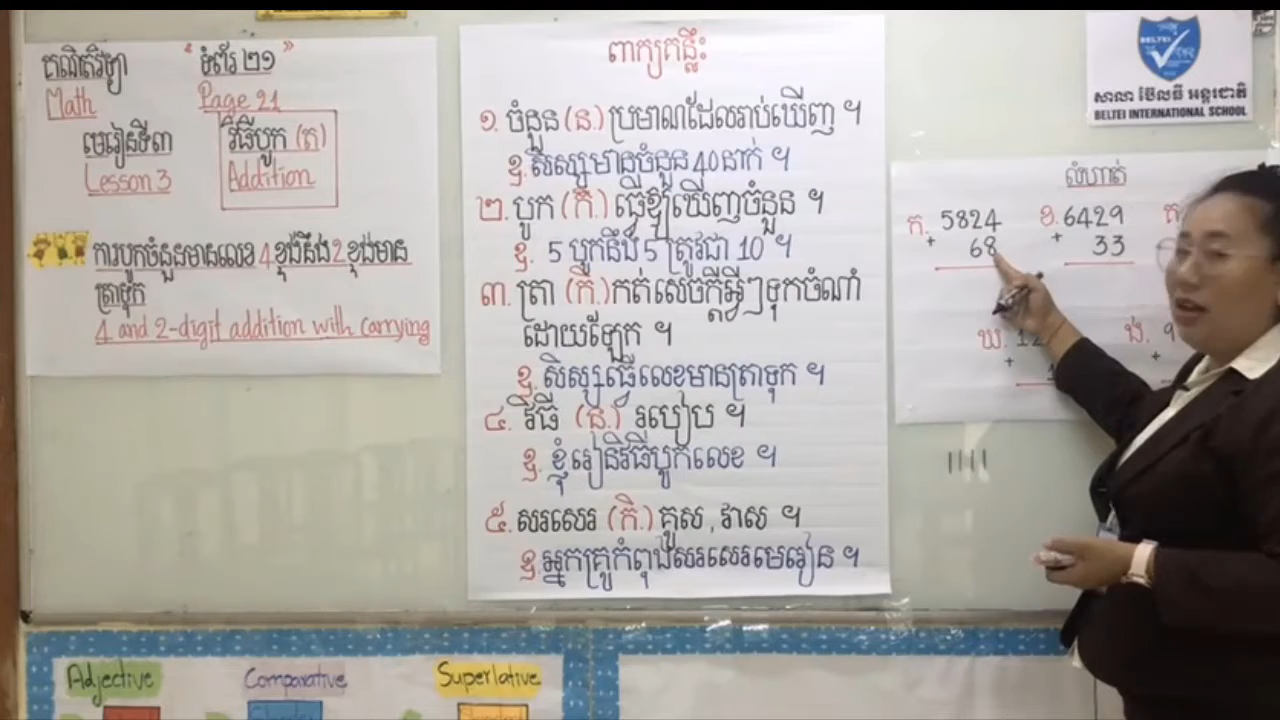 គណិតវិទ្យា
"ទំព័រ ២១"
Math
Page 21
មេរៀនទី៣
វិធីបូក (ត)
Lesson 3
Addition
ការបូកចំនួនមានលេខ 4 ខ្ទង់នឹង 2 ខ្ទង់មាន
ត្រាទុក
4 and 2-digit addition with carrying
ពាក្យគន្លឹះ
១. ចំនួន (ន.) ប្រមាណដែលរាប់ឃើញ ។
ឧ. សិស្សមានចំនួន 40 នាក់ ។
២. បូក (កិ.) ធ្វើឱ្យឃើញចំនួន ។
ឧ. 5 បូកនឹង 5 ត្រូវជា 10 ។
៣. ត្រា (កិ.) កត់សេចក្តីអ្វីៗទុកចំណាំ
ដោយឡែក ។
ឧ. សិស្សធ្វើលេខមានត្រាទុក ។
៤. វិធី (ន.) របៀប ។
ឧ. ខ្ញុំរៀនវិធីបូកលេខ ។
៥. សរសេរ (កិ.) គូស , វាស ។
ឧ. អ្នកគ្រូកំពុងសរសេរមេរៀន ។
BELTEI
សាលា ប៊ែលធី អន្តរជាតិ
BELTEI INTERNATIONAL SCHOOL
លំហាត់
ក. 5824
+ 68
ខ. 6429
+ 33
ត
ឃ. 12
+ 1
ង. 9
+
Adjective
Comparative
Superlative